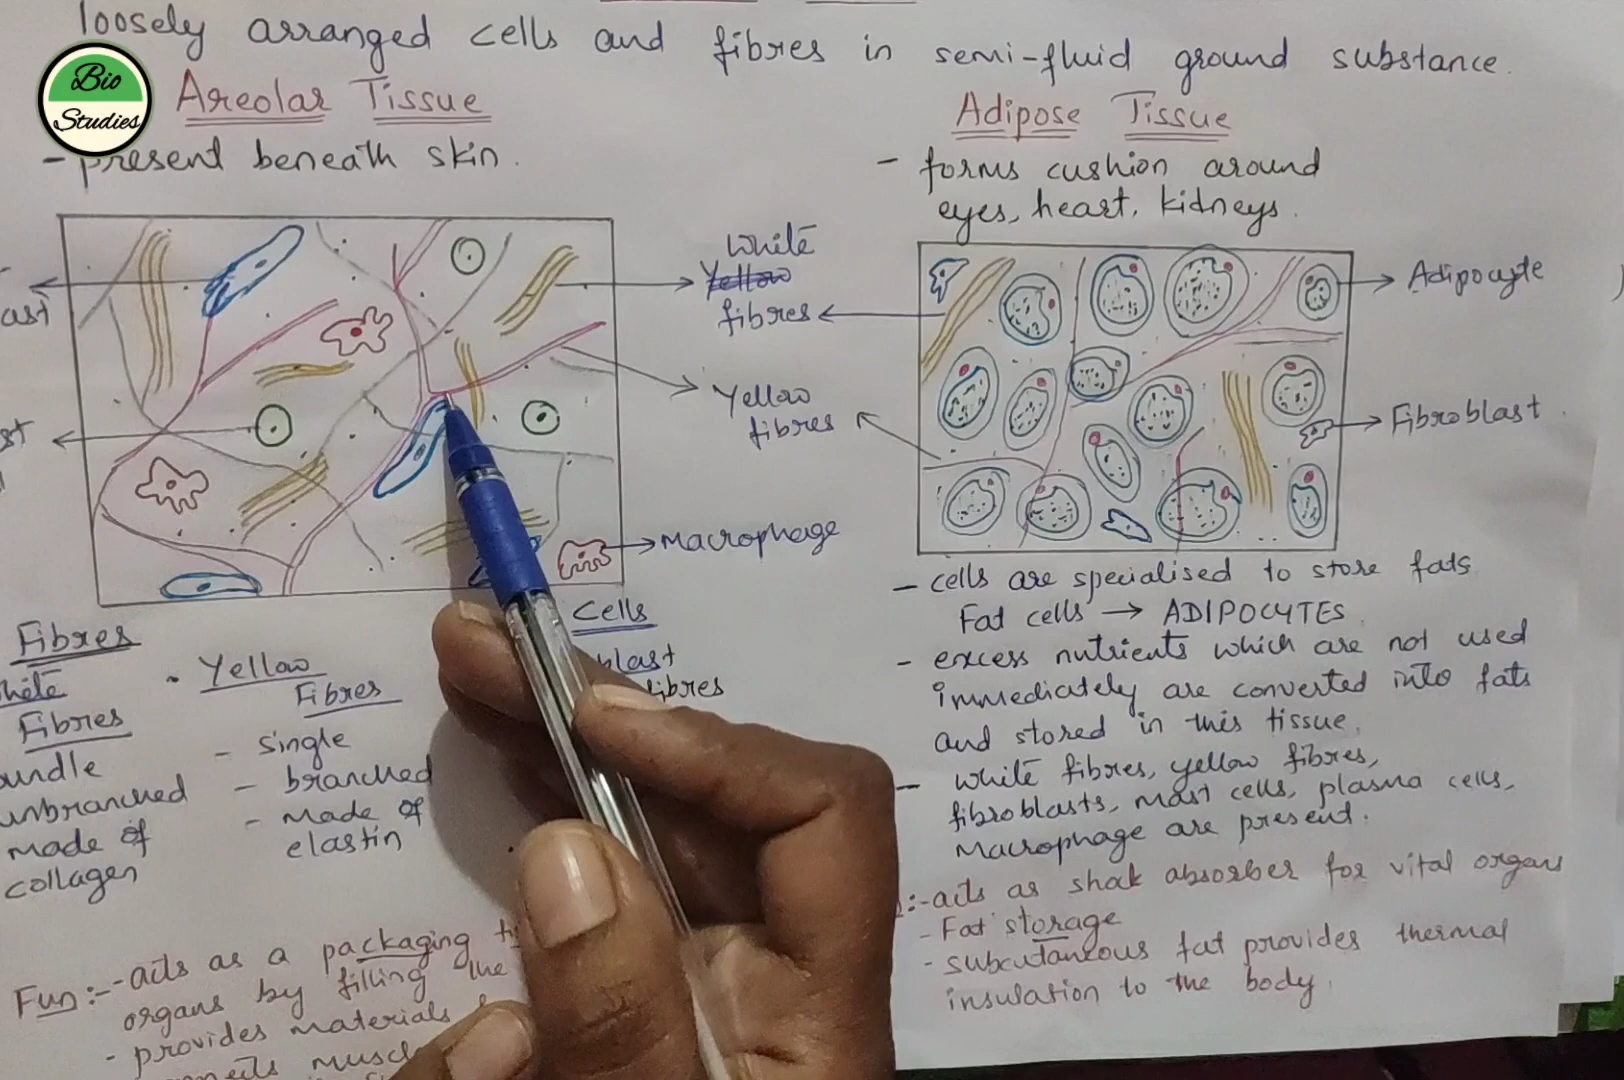 loosely arranged cells and fibres in semi-fluid ground substance.
Bio
Studies
Areolar Tissue
- present beneath skin.
White
Yellow
fibres
Yellow
fibres
Macrophage
Fibres
Fibres
made of
collagen
Yellow
Fibres
- single
- branched
- made of
elastin
Cells
Fun:- -acts as a packaging
organs by filling the
- provides materials
Adipose Tissue
- forms cushion around
eyes, heart, kidneys.
Adipocyte
Fibroblast
- cells are specialised to store fats
Fat cells → ADIPOCYTES
- excess nutrients which are not used
immediately are converted into fats
and stored in this tissue.
- white fibres, yellow fibres,
fibroblasts, mast cells, plasma cells,
Macrophage are present.
:-acts as shock absorber for vital organs
- Fat storage
- subcutaneous fat provides thermal
insulation to the body.